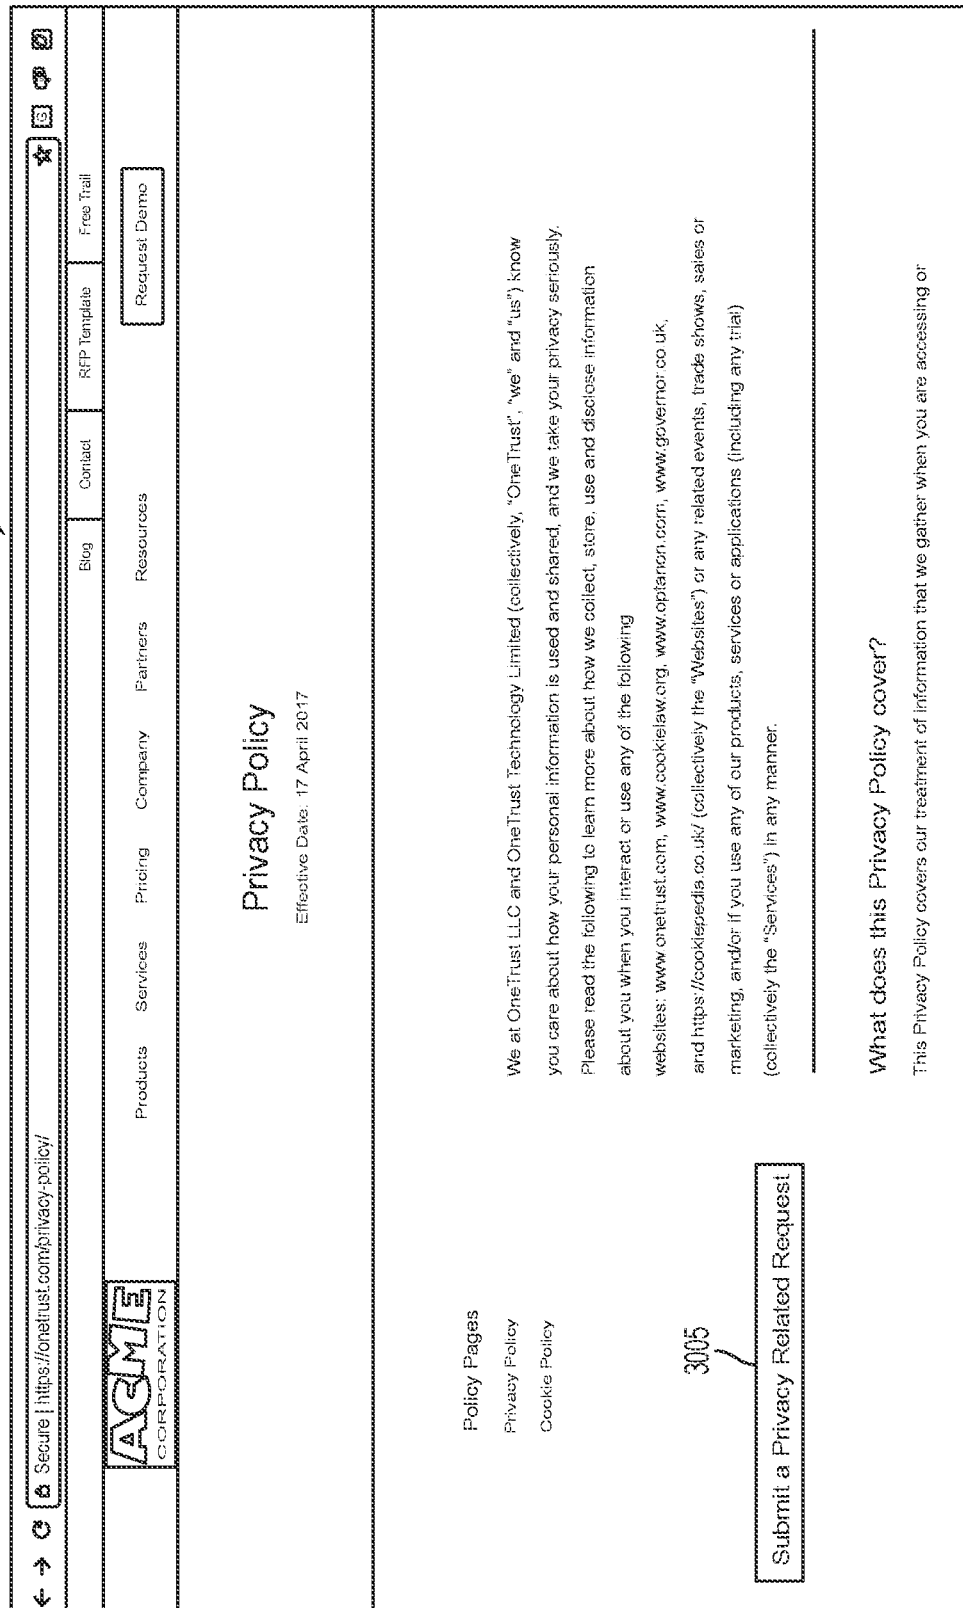 Secure | https://onetrust.com/privacy-policy/
Blog
Contact
RFP Template
Free Trail
ACME
CORPORATION
Products
Services
Pricing
Company
Partners
Resources
Request Demo
Privacy Policy
Effective Date: 17 April 2017
Policy Pages
Privacy Policy
Cookie Policy
3005
Submit a Privacy Related Request
We at OneTrust LLC and OneTrust Technology Limited (collectively, “OneTrust”, “we” and “us”) know
you care about how your personal information is used and shared, and we take your privacy seriously.
Please read the following to learn more about how we collect, store, use and disclose information
about you when you interact or use any of the following
websites: www.onetrust.com, www.cookielaw.org, www.optanon.com, www.governor.co.uk,
and https://cookiepedia.co.uk/ (collectively the “Websites”) or any related events, trade shows, sales or
marketing, and/or if you use any of our products, services or applications (including any trial)
(collectively the “Services”) in any manner.
What does this Privacy Policy cover?
This Privacy Policy covers our treatment of information that we gather when you are accessing or